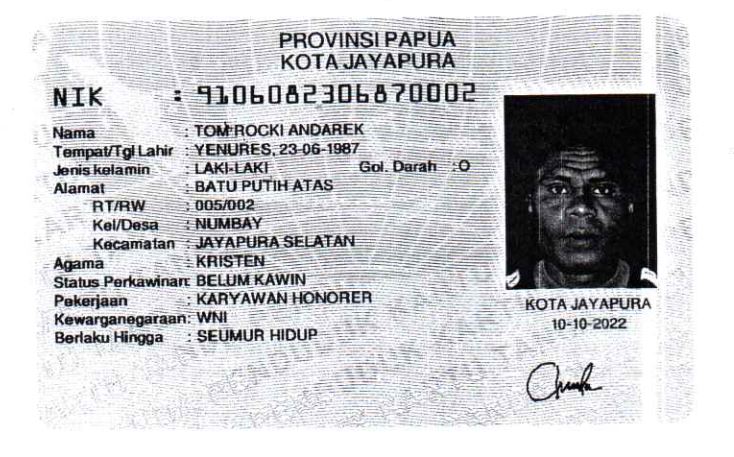 PROVINSI PAPUA
KOTA JAYAPURA
NIK : 9106082306870002
Nama : TOM ROCKI ANDAREK
Tempat/Tgl Lahir : YENURES, 23-06-1987
Jenis kelamin : LAKI-LAKI Gol. Darah : O
Alamat : BATU PUTIH ATAS
RT/RW : 005/002
Kel/Desa : NUMBAY
Kecamatan : JAYAPURA SELATAN
Agama : KRISTEN
Status Perkawinan: BELUM KAWIN
Pekerjaan : KARYAWAN HONORER
Kewarganegaraan: WNI
Berlaku Hingga : SEUMUR HIDUP
KOTA JAYAPURA
10-10-2022